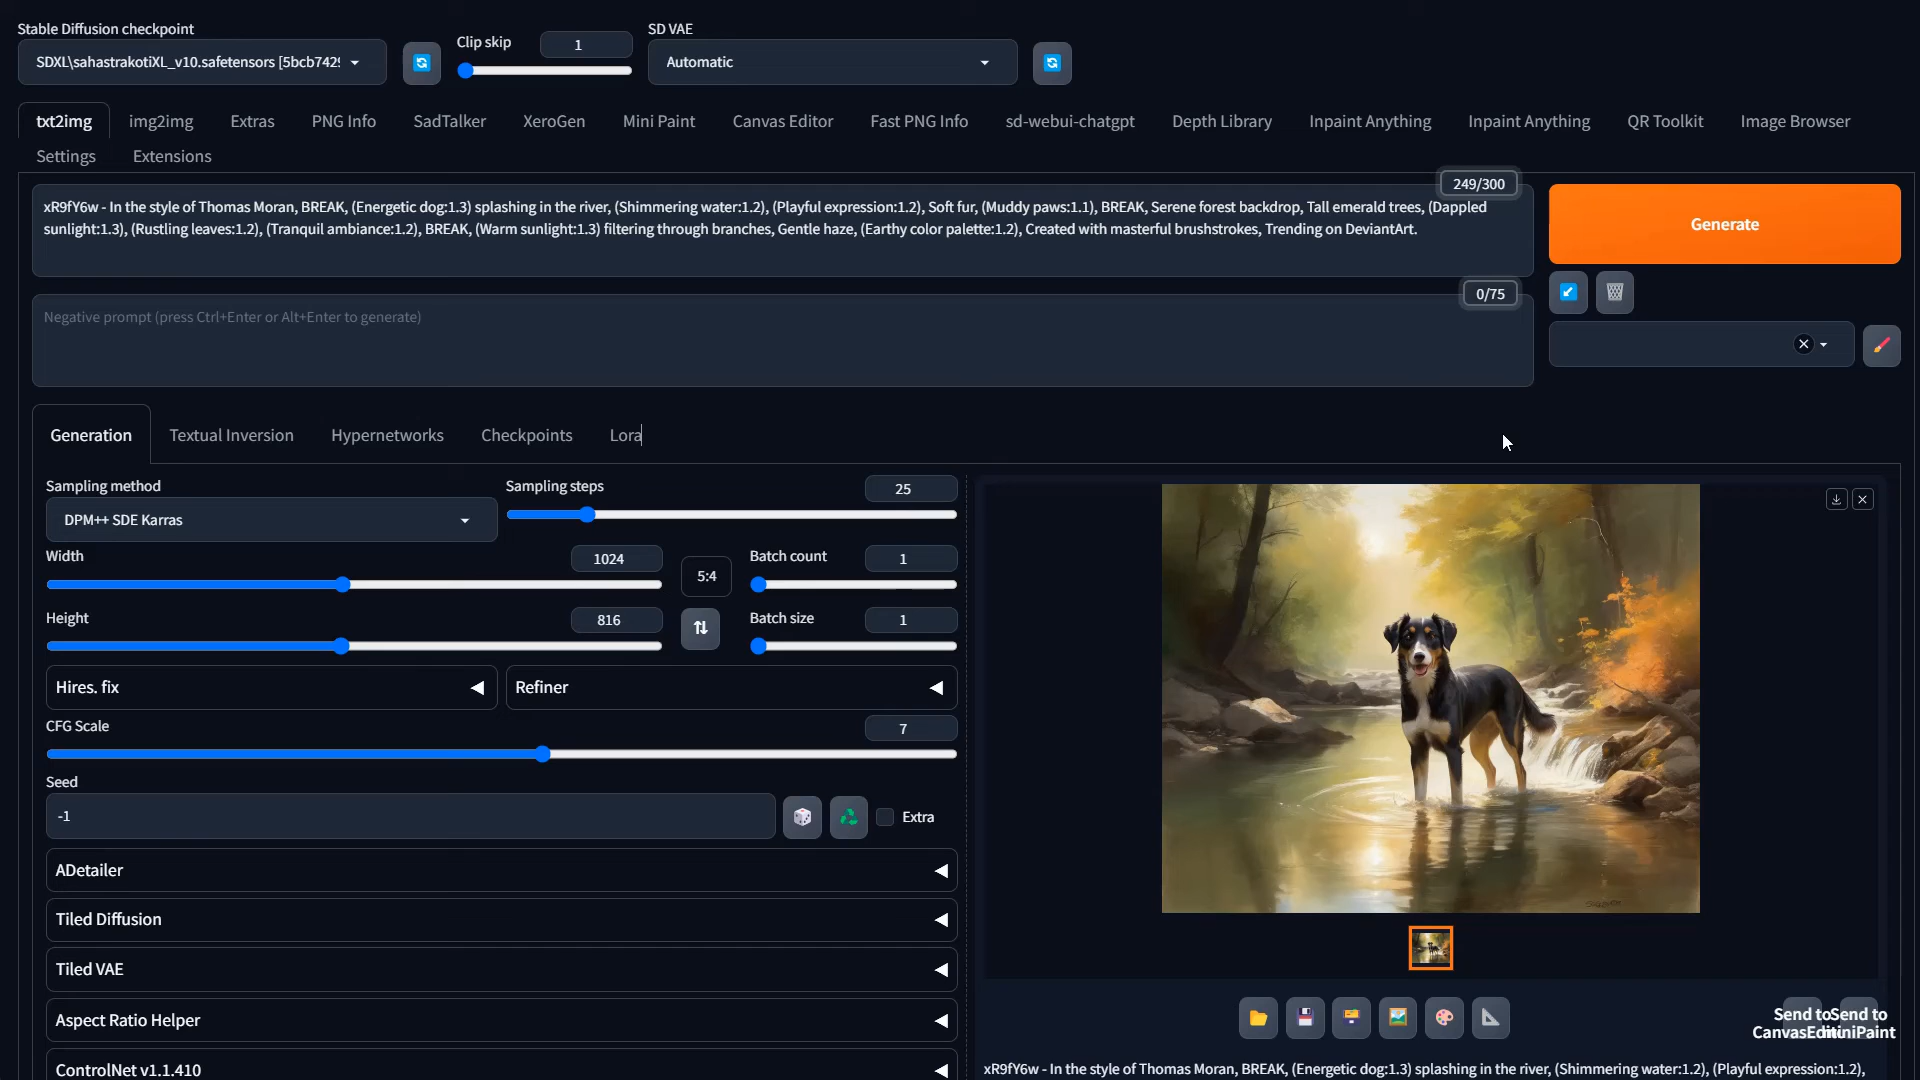 Stable Diffusion checkpoint
SDXL\sahastrakotiXL_v10.safetensors [5bcb742
Clip skip
1
SD VAE
Automatic
txt2img
img2img
Extras
PNG Info
SadTalker
XeroGen
Mini Paint
Canvas Editor
Fast PNG Info
sd-webui-chatgpt
Depth Library
Inpaint Anything
Inpaint Anything
QR Toolkit
Image Browser
Settings
Extensions
249/300
xR9fY6w - In the style of Thomas Moran, BREAK, (Energetic dog:1.3) splashing in the river, (Shimmering water:1.2), (Playful expression:1.2), Soft fur, (Muddy paws:1.1), BREAK, Serene forest backdrop, Tall emerald trees, (Dappled
sunlight:1.3), (Rustling leaves:1.2), (Tranquil ambiance:1.2), BREAK, (Warm sunlight:1.3) filtering through branches, Gentle haze, (Earthy color palette:1.2), Created with masterful brushstrokes, Trending on DeviantArt.
Generate
0/75
Negative prompt (press Ctrl+Enter or Alt+Enter to generate)
Generation
Textual Inversion
Hypernetworks
Checkpoints
Lora
Sampling method
DPM++ SDE Karras
Sampling steps
25
Width
1024
5:4
Batch count
1
Height
816
Batch size
1
Hires. fix
Refiner
CFG Scale
7
Seed
-1
Extra
ADetailer
Tiled Diffusion
Tiled VAE
Aspect Ratio Helper
ControlNet v1.1.410
Send to
Send to
MiniPaint
xR9fY6w - In the style of Thomas Moran, BREAK, (Energetic dog:1.3) splashing in the river, (Shimmering water:1.2), (Playful expression:1.2),